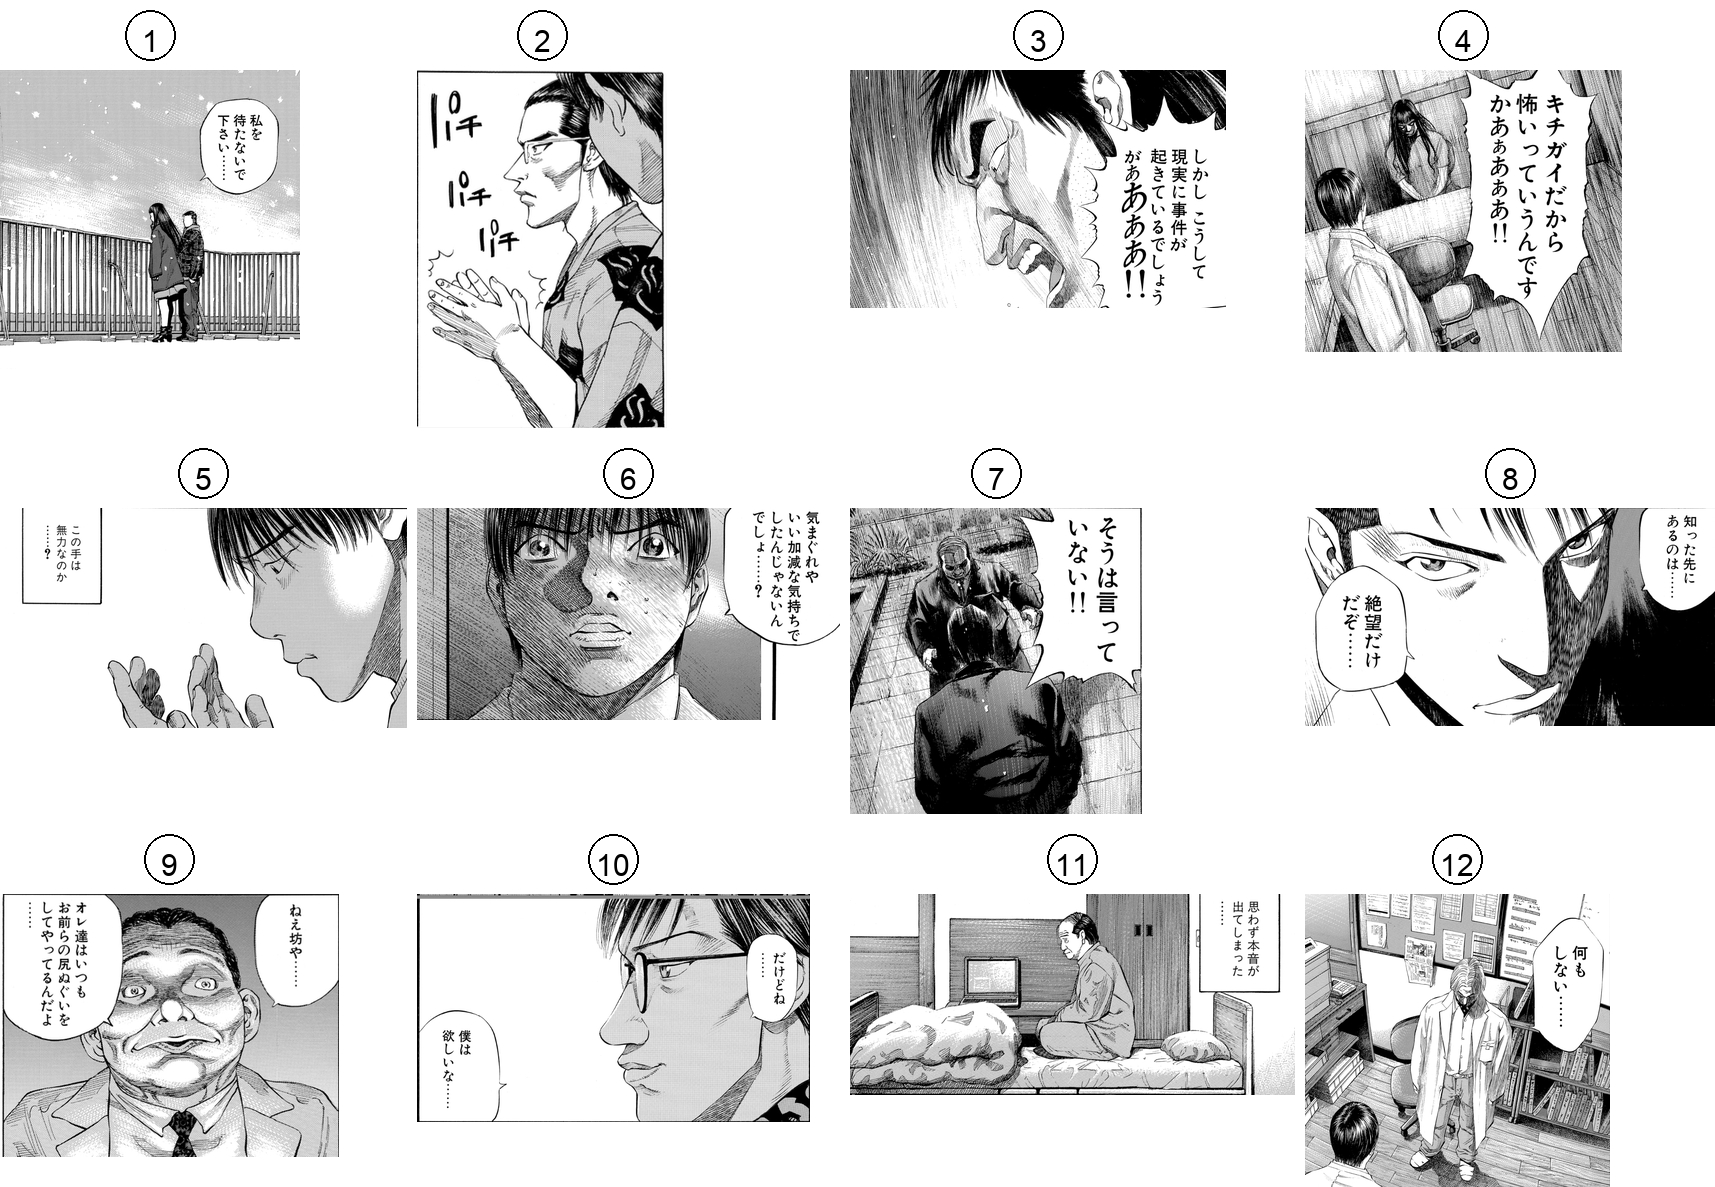 1
私を
待たないで
下さい……
2
パチ
パチ
パチ
3
しかし こうして
現実に事件が
起きているでしょう
があぁぁぁ!!
4
キチガイだから
怖いっていうんです
かあぁあああ!!
5
この手は
無力なのか
……?
6
気まぐれや
いい加減な気持ちで
したんじゃないん
でしょ……?
7
そうは言って
いない!!
8
知った先に
あるのは……
絶望だけ
だぞ……
9
ねえ坊や……
オレ達はいつも
お前らの尻ぬぐいを
してやってるんだよ
……
10
だけどね
……
僕は
欲しいな……
11
思わず本音が
出てしまった
……
12
何も
しない……